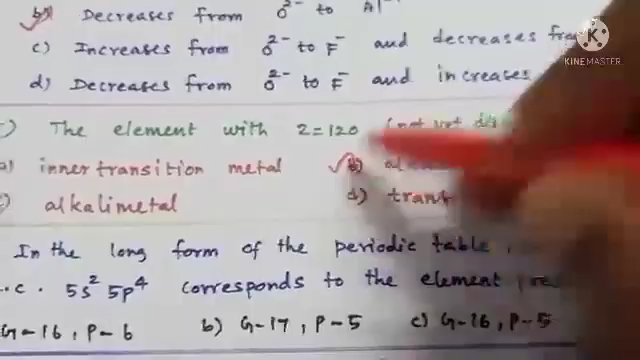 b) Decreases from O²⁻ to Al
KINEMASTER
c) Increases from O²⁻ to F⁻ and decreases
d) Decreases from O²⁻ to F⁻ and increases
The element with Z=120 (not yet
a) inner transition metal b)
alkalimetal d)
In the long form of the periodic table
e.c. 5s² 5p⁴ corresponds to the element
G-16, P-6 b) G-17, P-5 c) G-16, P-5